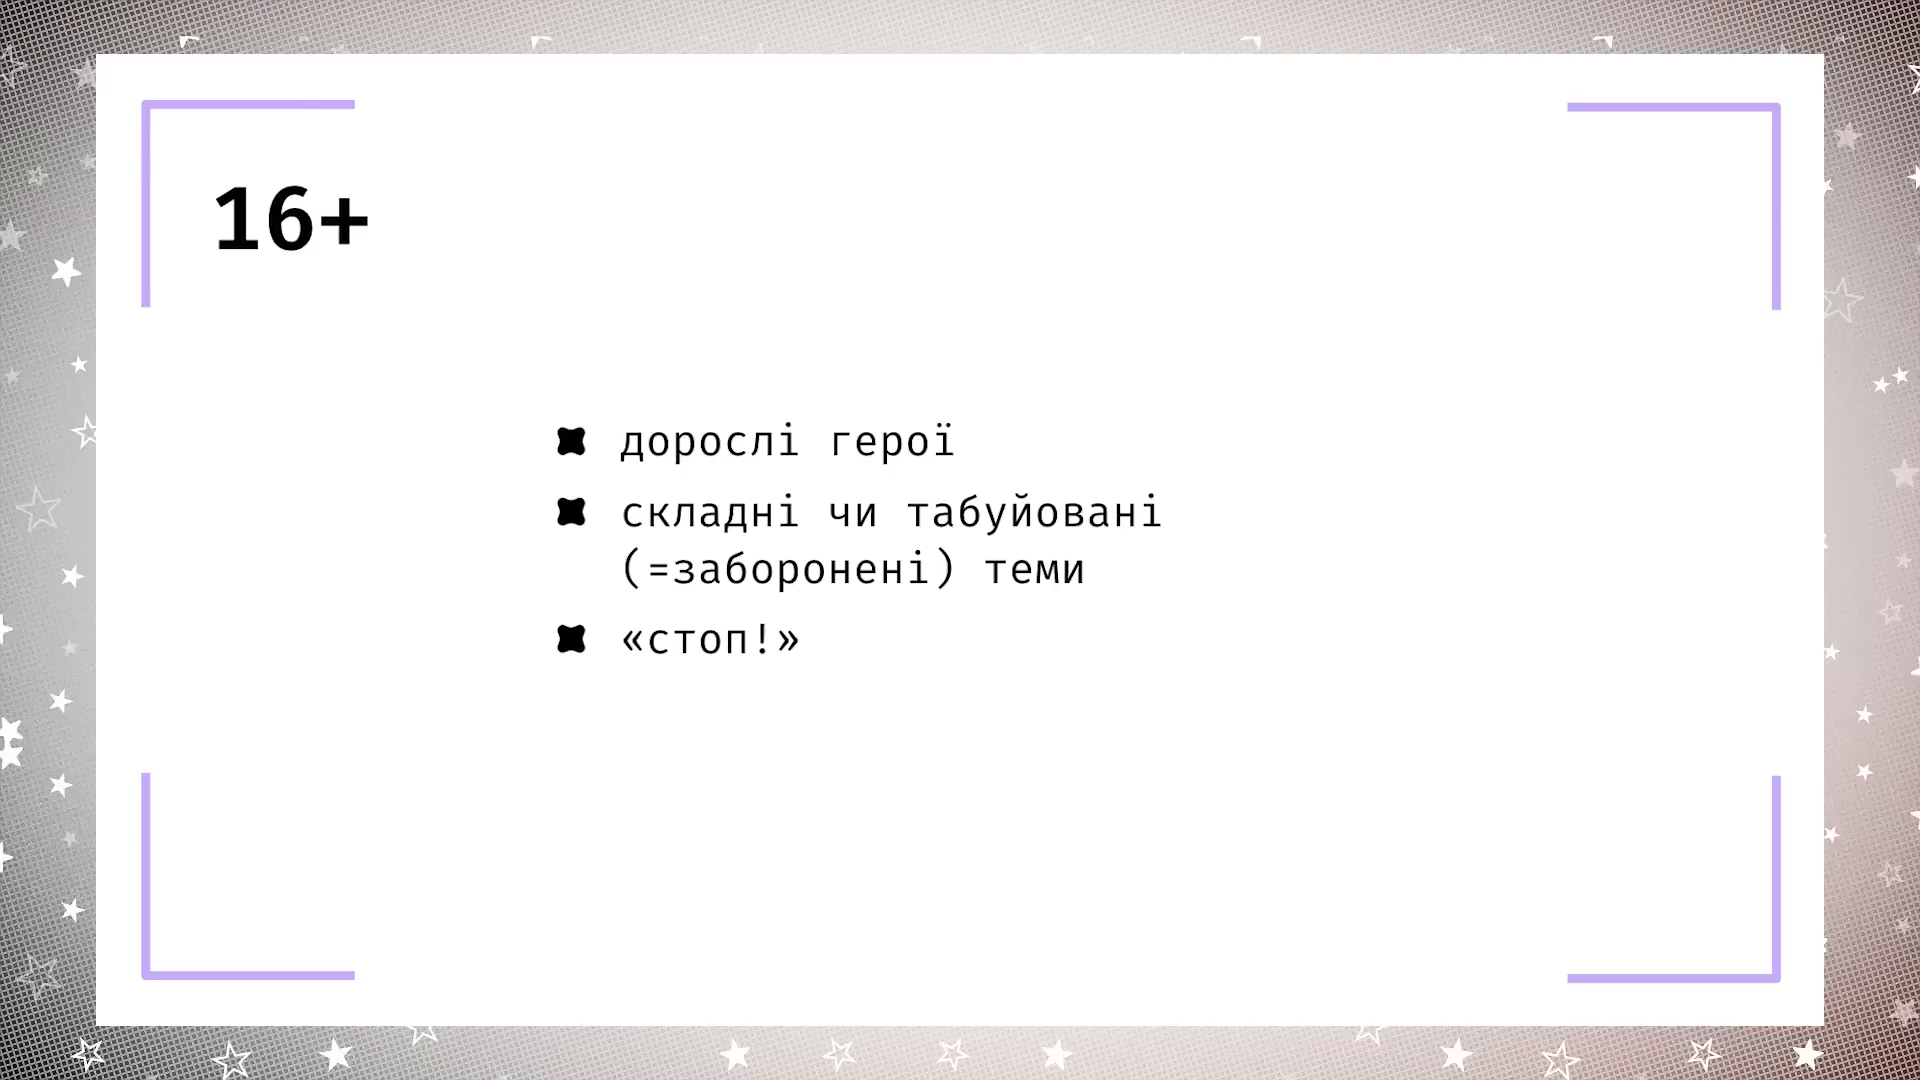 16+
дорослі герої
складні чи табуйовані
(=заборонені) теми
«стоп!»